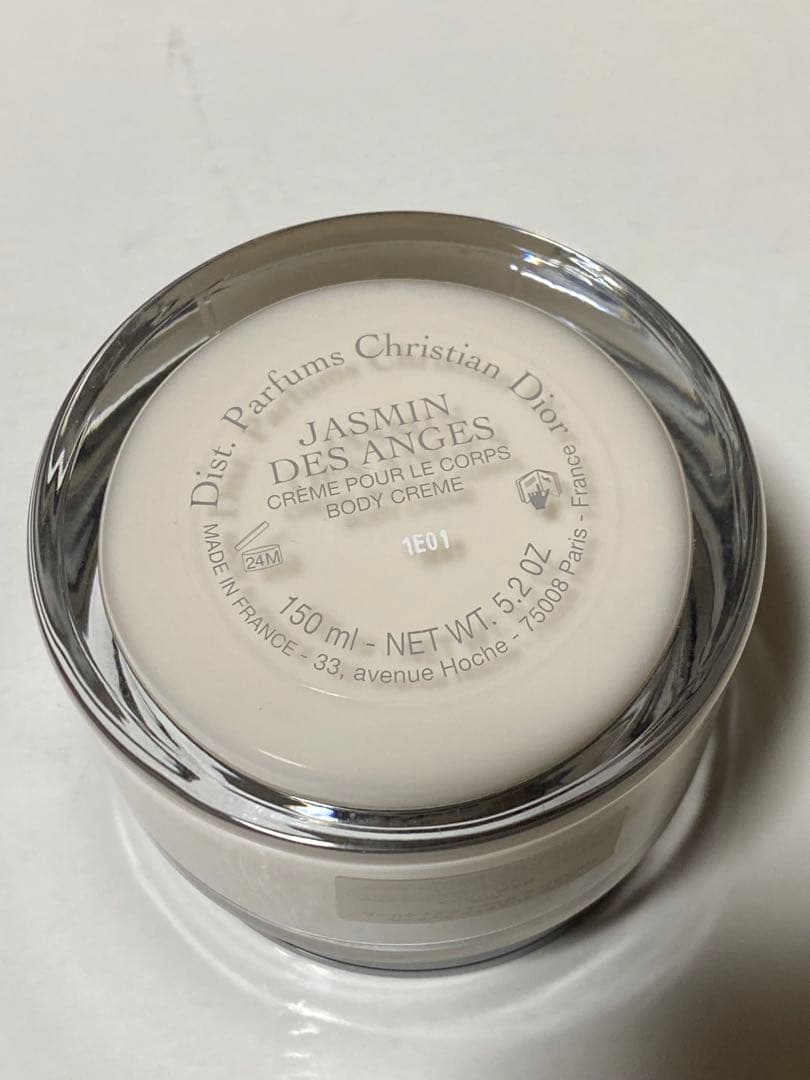 Dist. Parfums Christian Dior
JASMIN
DES ANGES
CRÈME POUR LE CORPS
BODY CREME
1E01
24M
150 ml - NET WT. 5.2 OZ
MADE IN FRANCE - 33, avenue Hoche - 75008 Paris - France